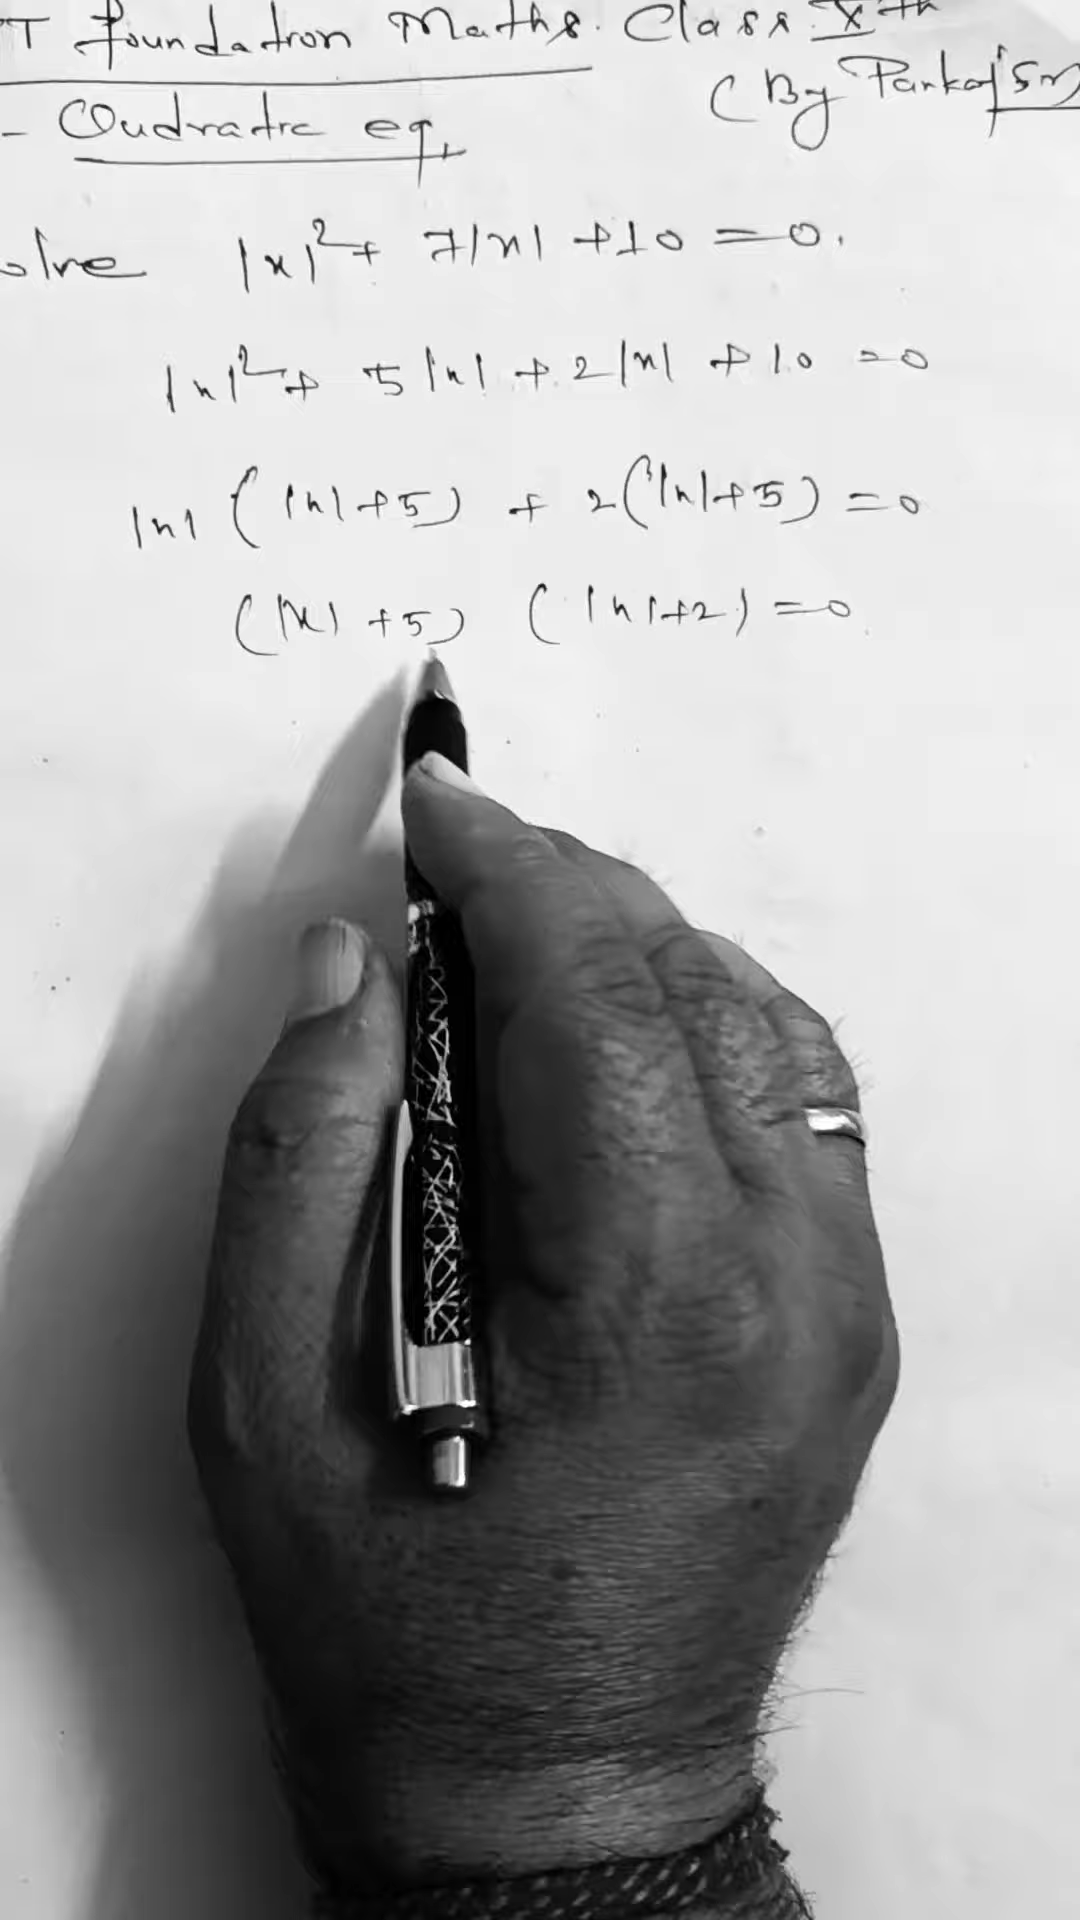 T foundation Maths. Class Xth
(By Pankaj Sir
- Quadratic eq,
olve |x|² + 7|x| + 10 = 0.
|x|² + 5|x| + 2|x| + 10 = 0
|x| (|x| + 5) + 2(|x| + 5) = 0
(|x| + 5) (|x| + 2) = 0